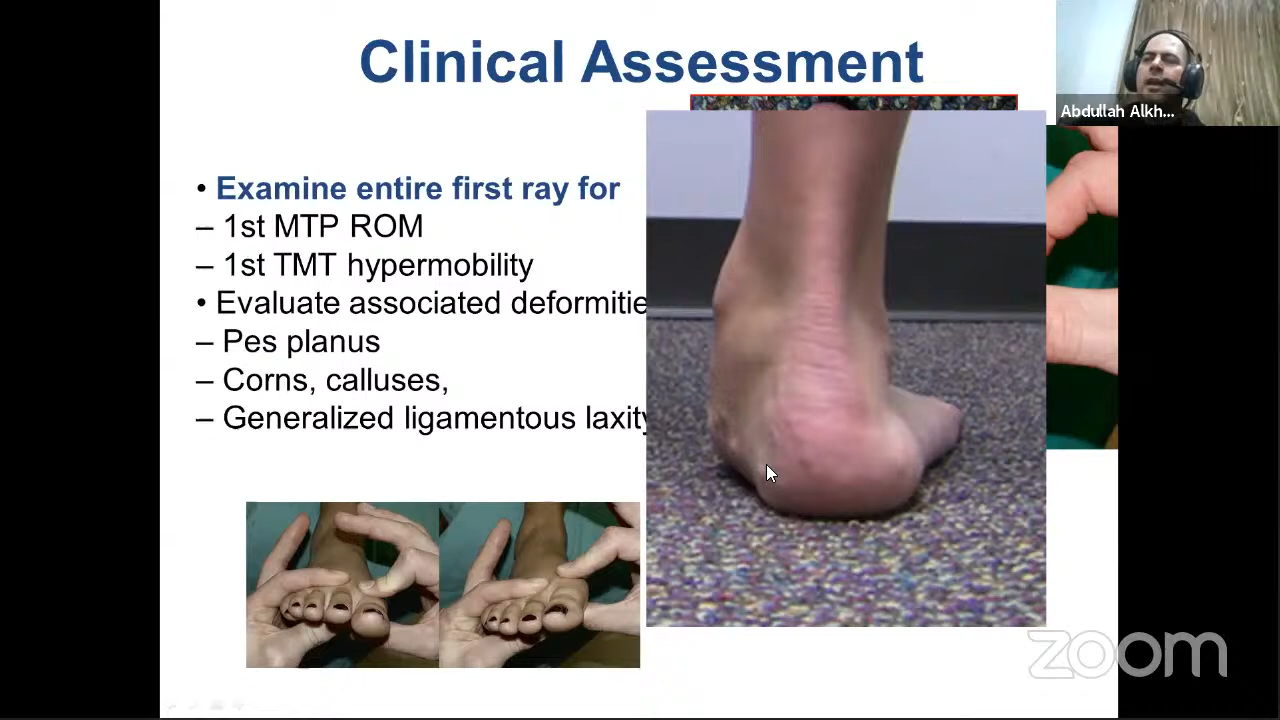 Clinical Assessment
Abdullah Alkh...
• Examine entire first ray for
– 1st MTP ROM
– 1st TMT hypermobility
• Evaluate associated deformitie
– Pes planus
– Corns, calluses,
– Generalized ligamentous laxity
zoom